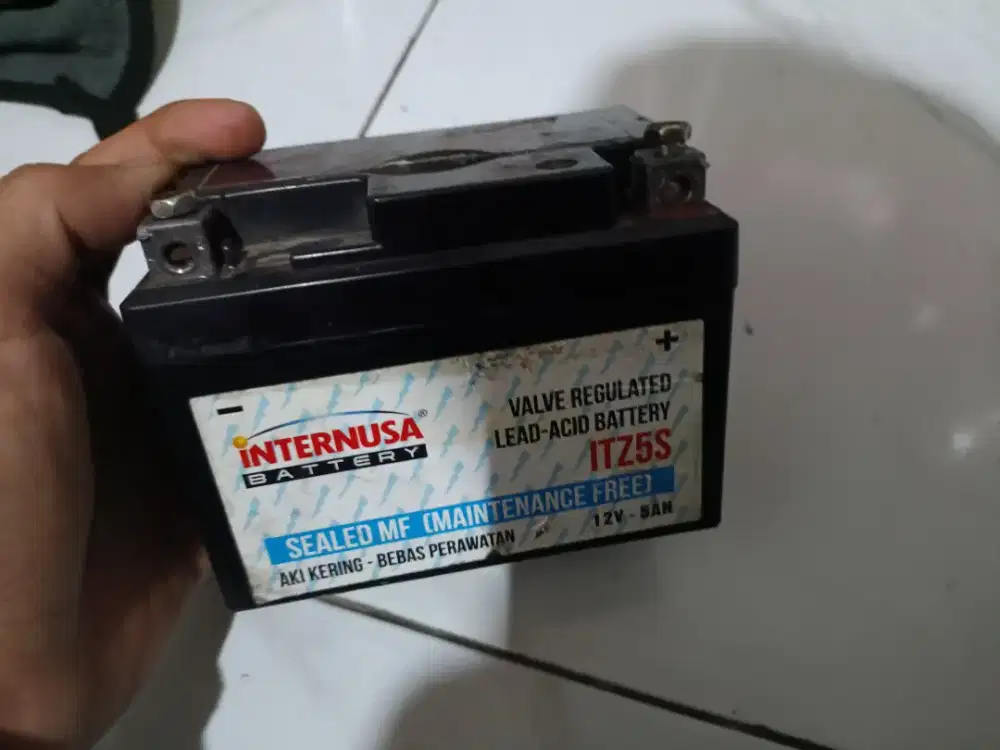 +
-
INTERNUSA®
BATTERY
VALVE REGULATED
LEAD-ACID BATTERY
ITZ5S
SEALED MF (MAINTENANCE FREE)
AKI KERING - BEBAS PERAWATAN
12V - 5AH